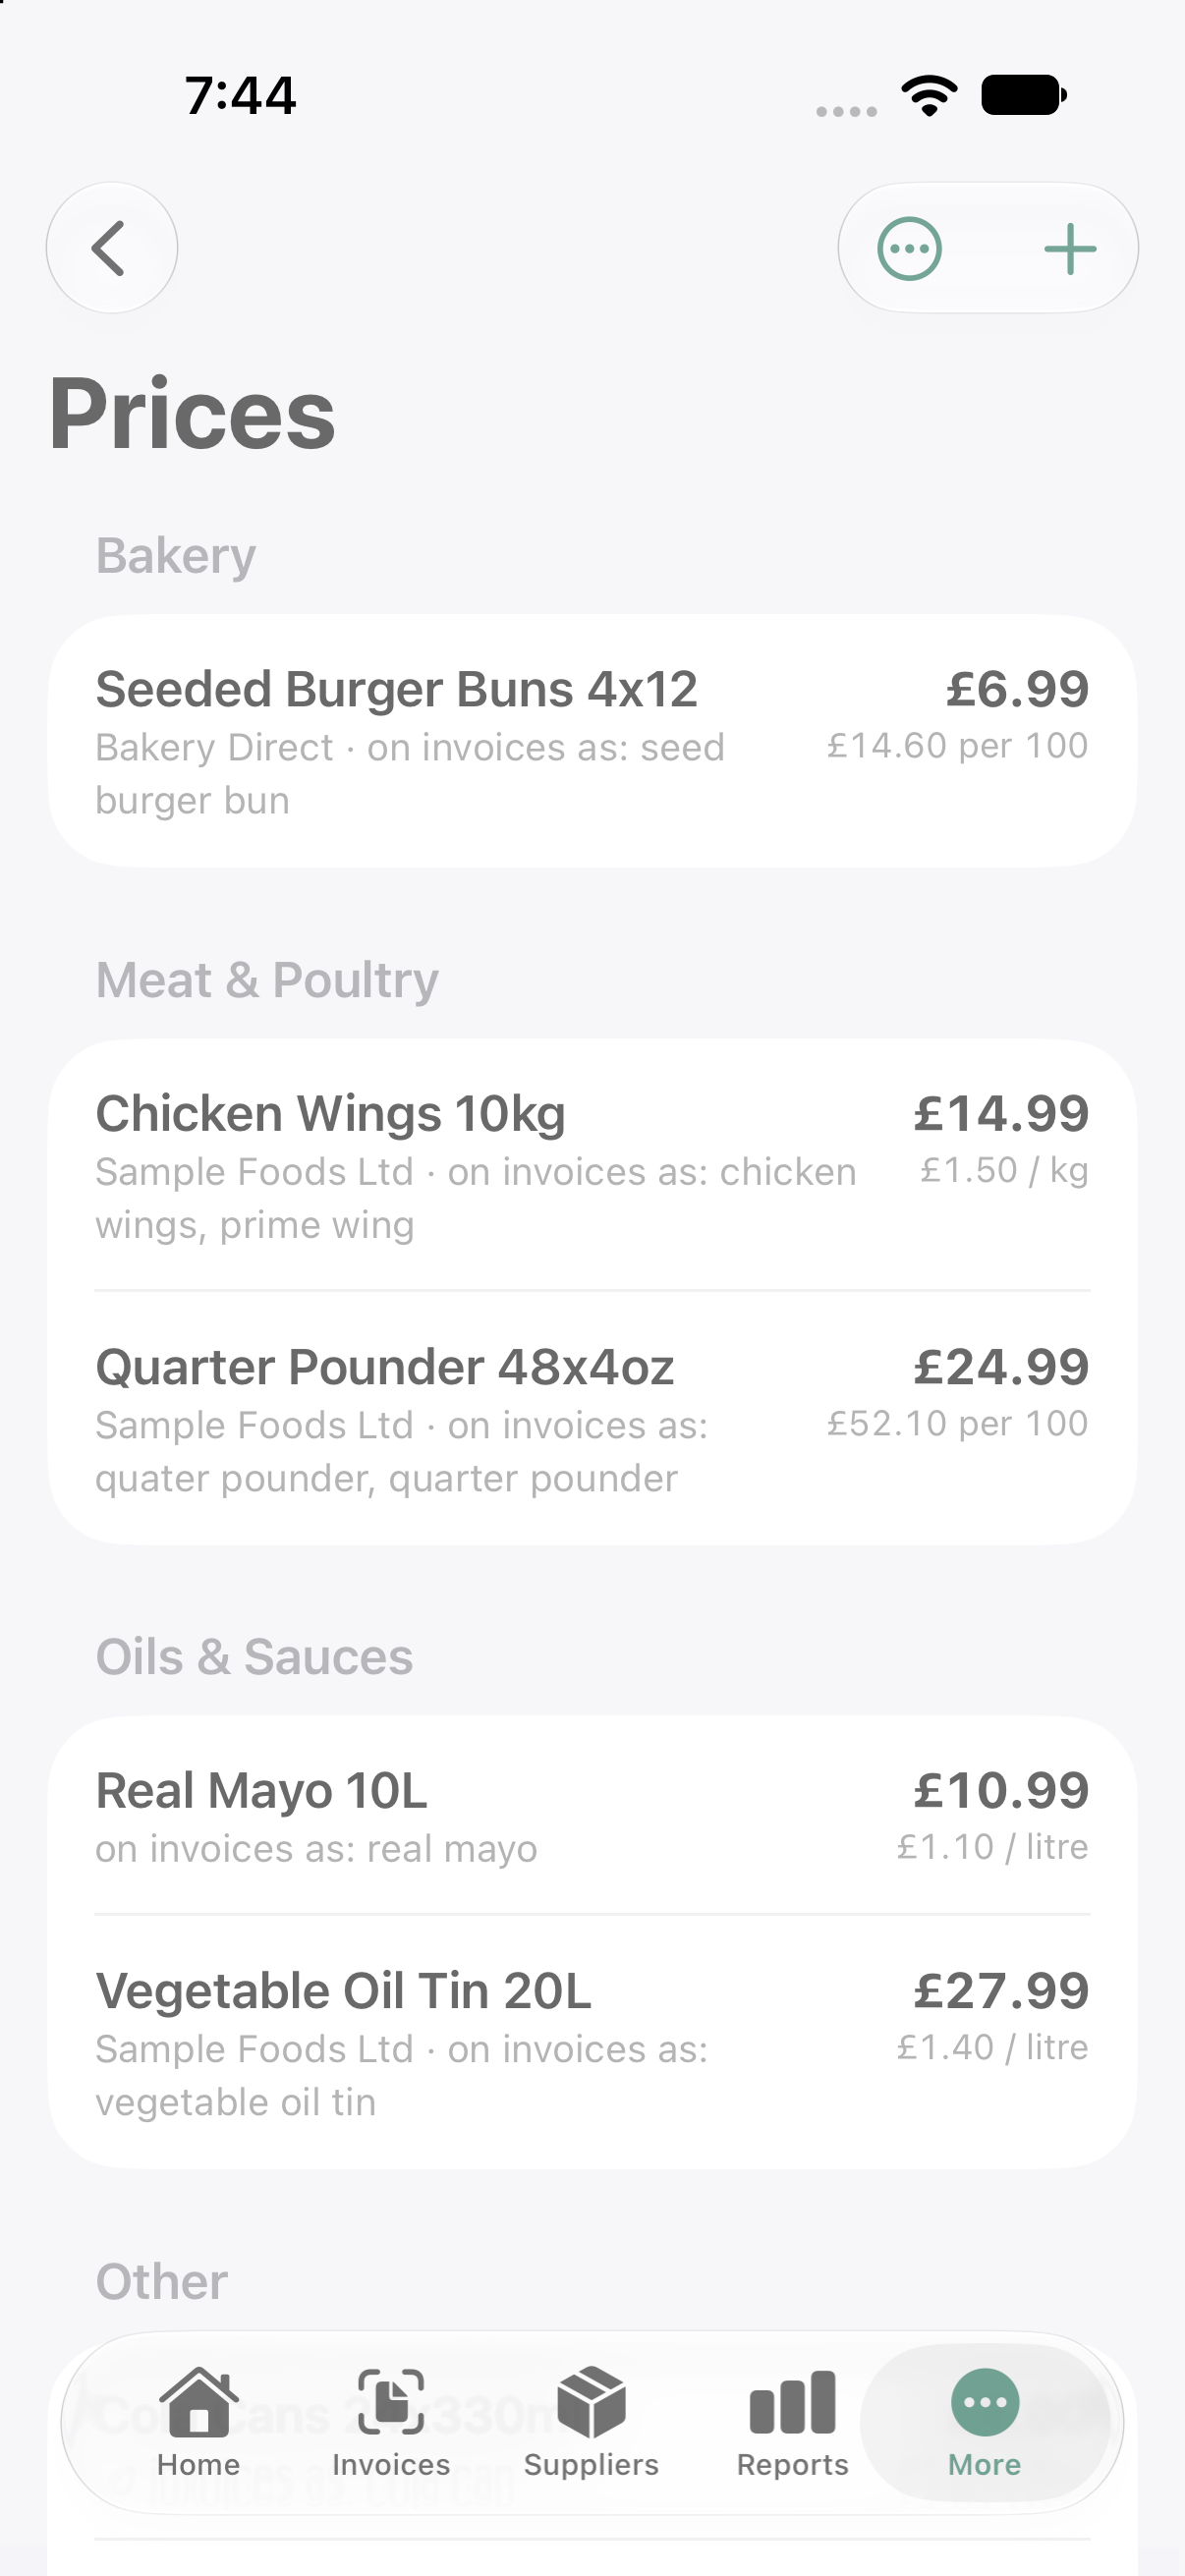 7:44
Prices
Bakery
Seeded Burger Buns 4x12
£6.99
Bakery Direct · on invoices as: seed
£14.60 per 100
burger bun
Meat & Poultry
Chicken Wings 10kg
£14.99
Sample Foods Ltd · on invoices as: chicken
£1.50 / kg
wings, prime wing
Quarter Pounder 48x4oz
£24.99
Sample Foods Ltd · on invoices as:
£52.10 per 100
quater pounder, quarter pounder
Oils & Sauces
Real Mayo 10L
£10.99
on invoices as: real mayo
£1.10 / litre
Vegetable Oil Tin 20L
£27.99
Sample Foods Ltd · on invoices as:
£1.40 / litre
vegetable oil tin
Other
Cans
Home
Invoices
Suppliers
Reports
More